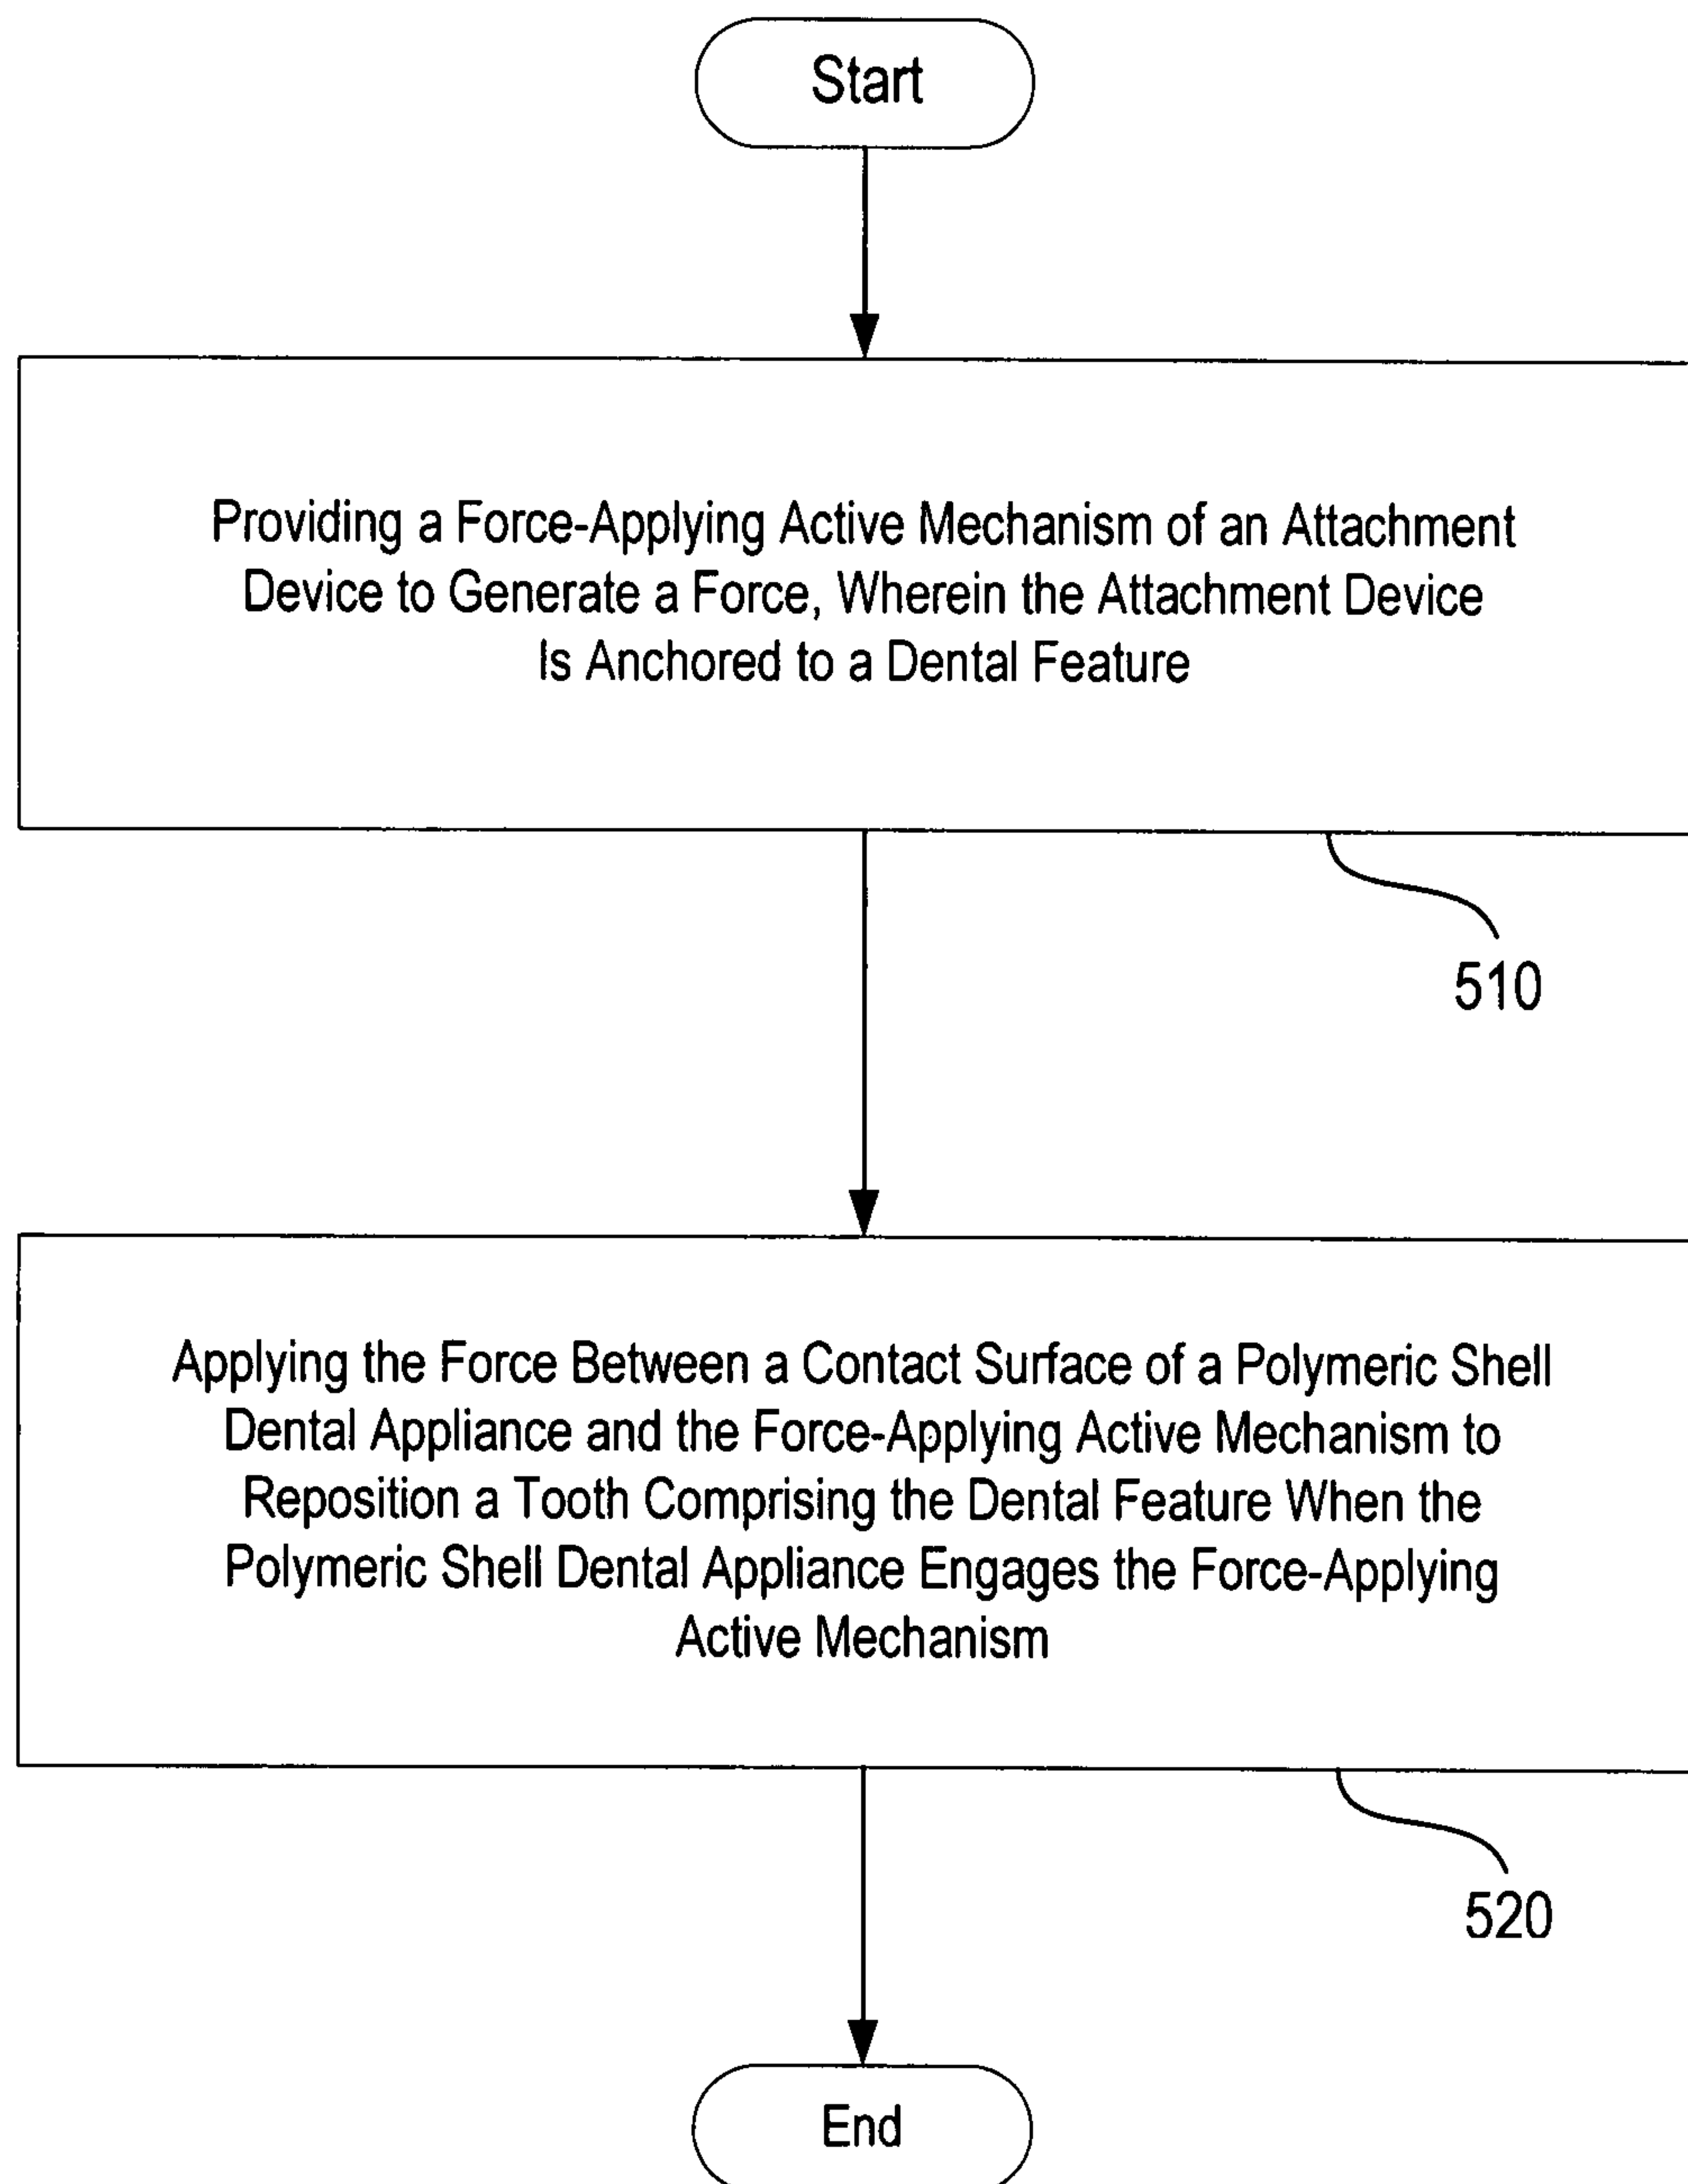 Start
Providing a Force-Applying Active Mechanism of an Attachment
Device to Generate a Force, Wherein the Attachment Device
Is Anchored to a Dental Feature
510
Applying the Force Between a Contact Surface of a Polymeric Shell
Dental Appliance and the Force-Applying Active Mechanism to
Reposition a Tooth Comprising the Dental Feature When the
Polymeric Shell Dental Appliance Engages the Force-Applying
Active Mechanism
520
End